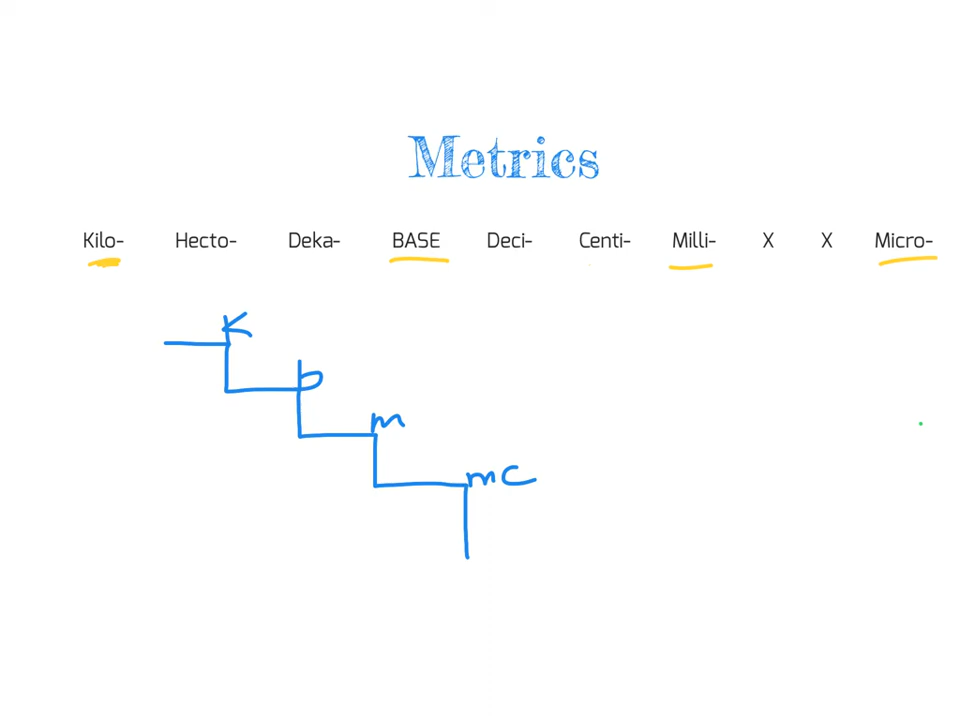 Metrics
Kilo- Hecto- Deka- BASE Deci- Centi- Milli- X X Micro-
K
b
m
mc